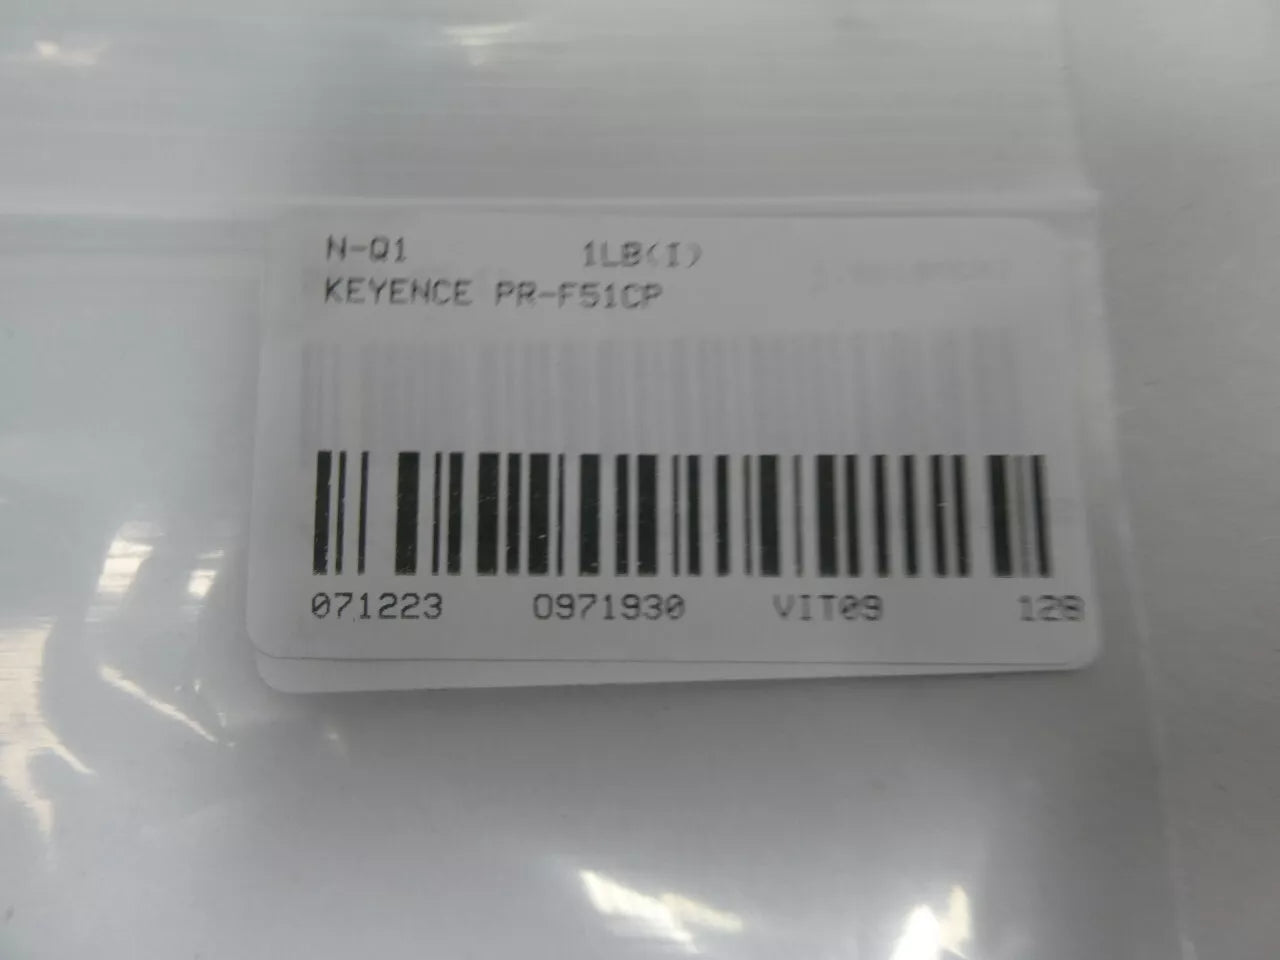 N-Q1 1LB(I)
KEYENCE PR-F51CP
071223 0971930 VIT09 128